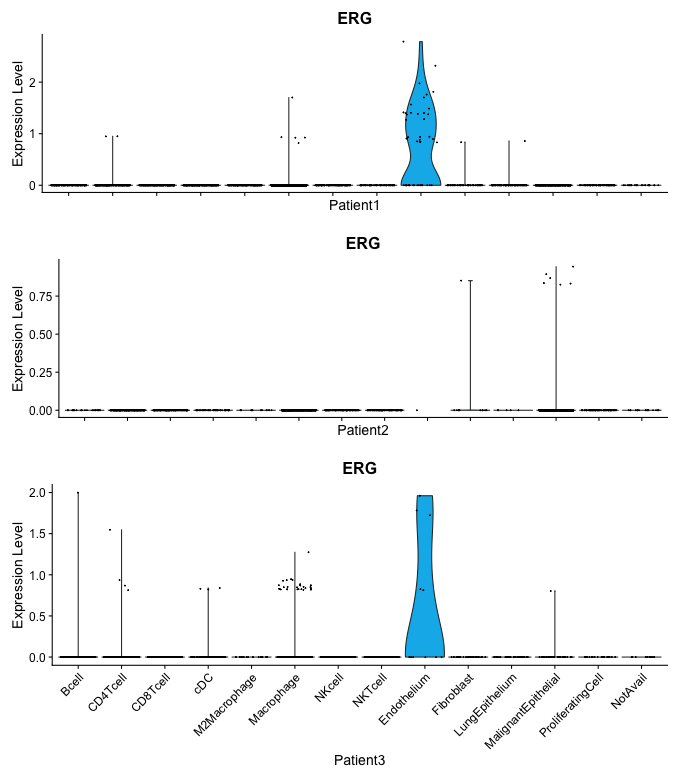 ERG
Expression Level
2
1
0
Patient1
ERG
Expression Level
0.75
0.50
0.25
0.00
Patient2
ERG
Expression Level
2.0
1.5
1.0
0.5
0.0
Bcell
CD4Tcell
CD8Tcell
cDC
M2Macrophage
Macrophage
NKcell
NKTcell
Endothelium
Fibroblast
LungEpithelium
MalignantEpithelial
ProliferatingCell
NotAvail
Patient3